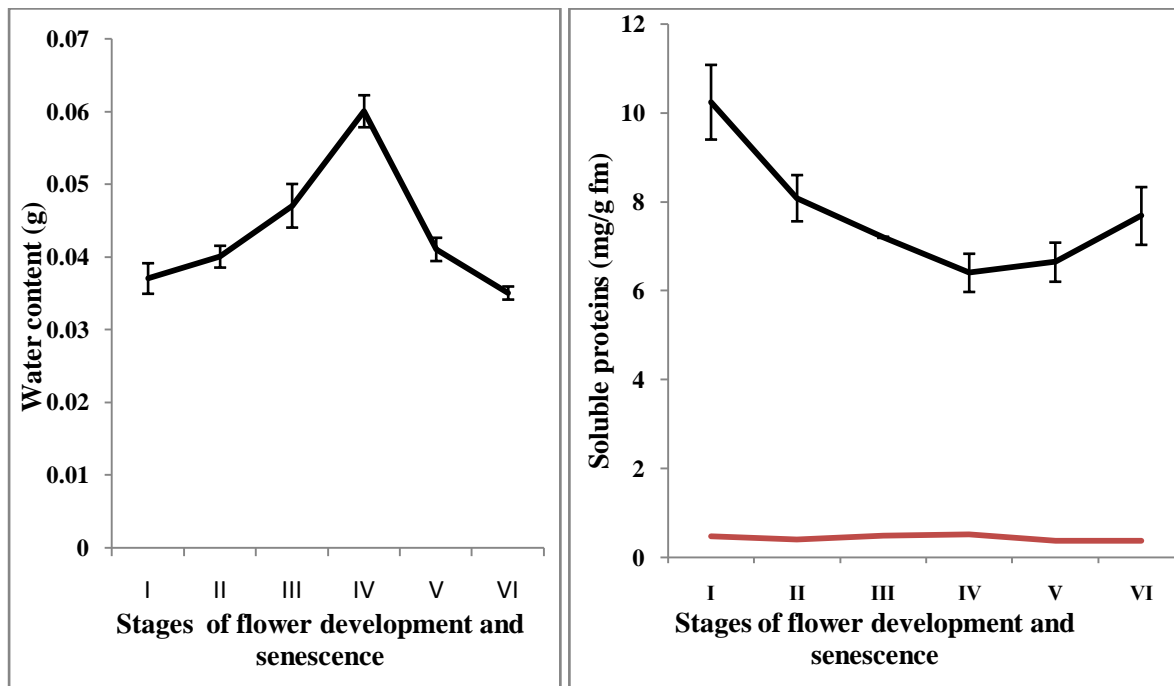 Water content (g)
0.07
0.06
0.05
0.04
0.03
0.02
0.01
0
I II III IV V VI
Stages of flower development and
senescence
Soluble proteins (mg/g fm)
12
10
8
6
4
2
0
I II III IV V VI
Stages of flower development and
senescence